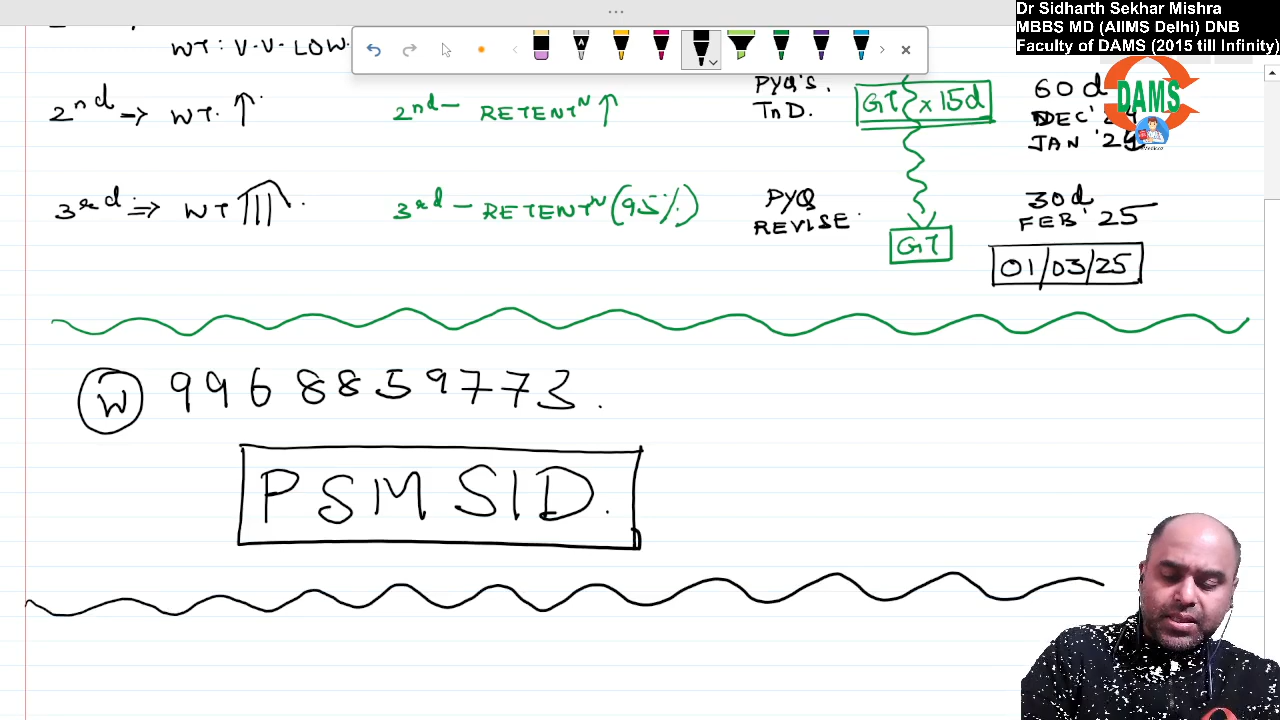 Dr Sidharth Sekhar Mishra
MBBS MD (AIIMS Delhi) DNB
Faculty of DAMS (2015 till Infinity)
DAMS
WT: V.V. LOW.
2nd → WT. ↑
2nd - RETENTN ↑
PYQ'S.
TnD.
GT x 15d
60d
DEC '24
JAN '25
3rd ⇒ WT ↑↑↑.
3rd - RETENTN (95%)
PYQ
REVISE.
GT
30d
FEB '25
01/03/25
W 9968859773.
PSM SID.